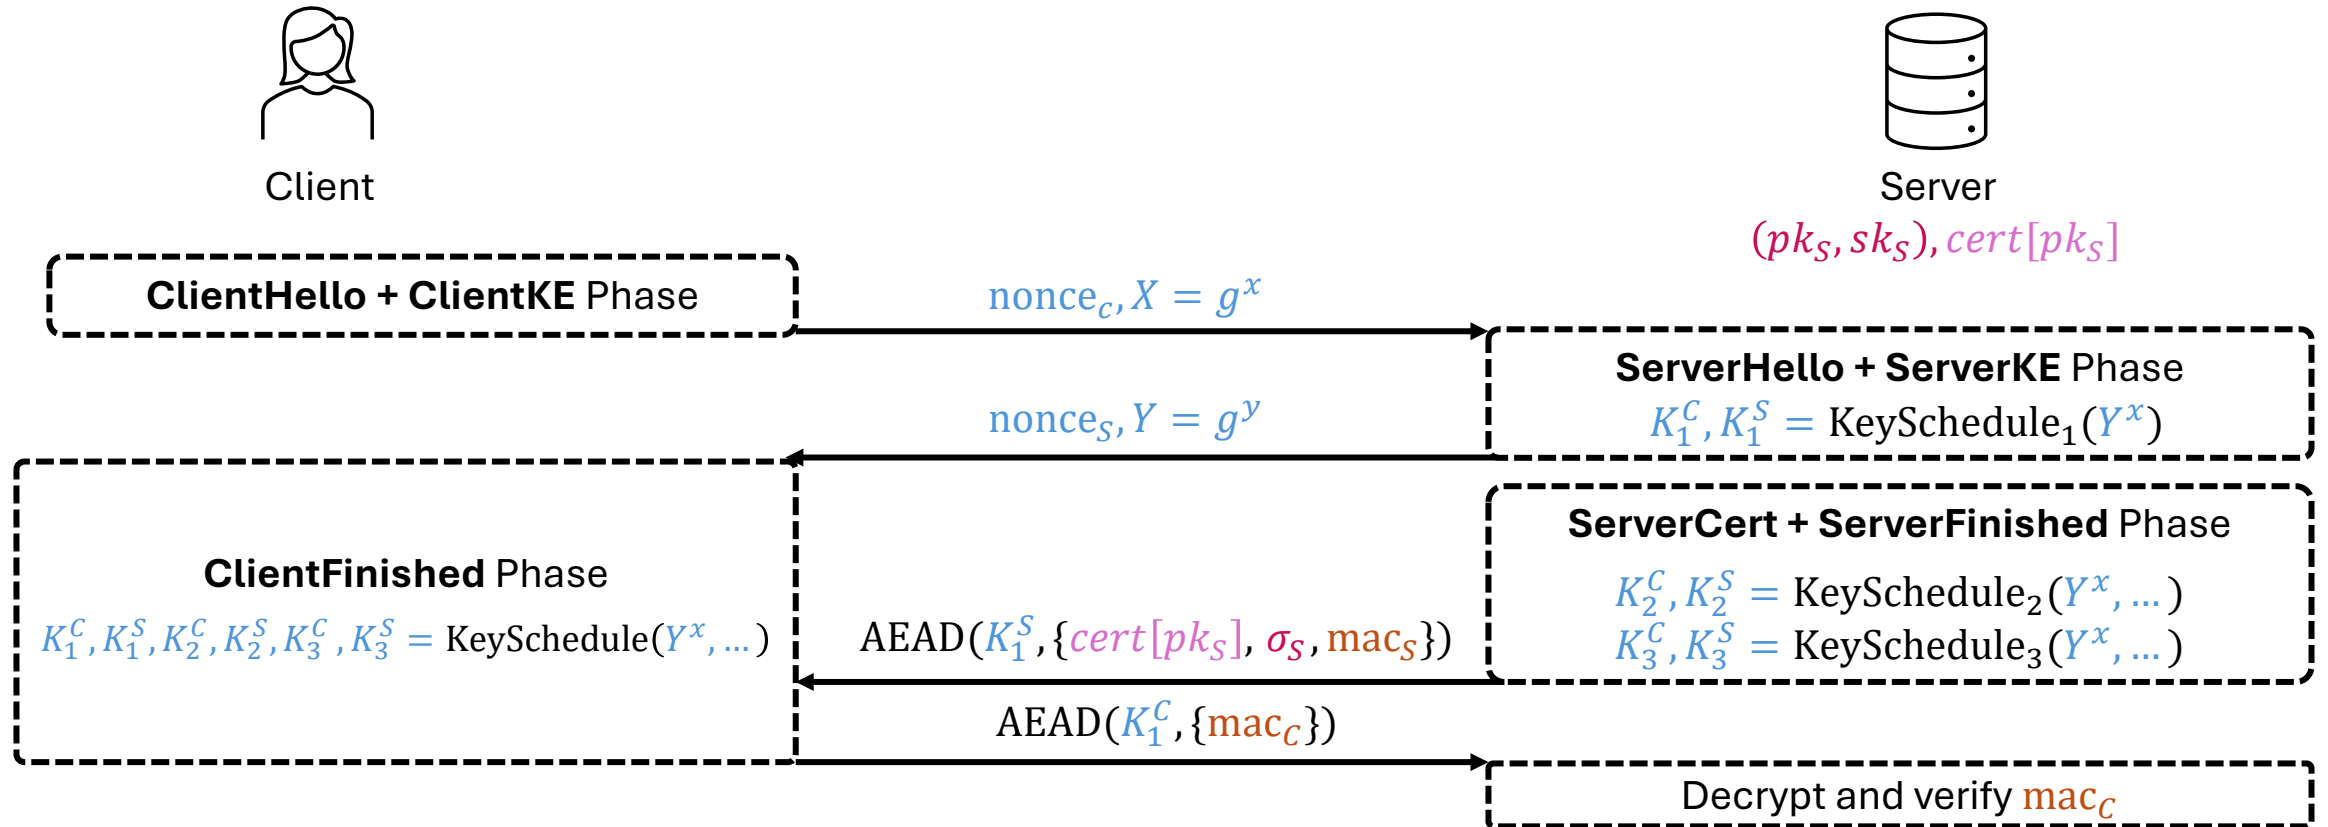 Client
Server
(pk_S, sk_S), cert[pk_S]
ClientHello + ClientKE Phase
nonce_c, X = g^x
ServerHello + ServerKE Phase
K_1^C, K_1^S = KeySchedule_1(Y^x)
nonce_S, Y = g^y
ServerCert + ServerFinished Phase
K_2^C, K_2^S = KeySchedule_2(Y^x, …)
K_3^C, K_3^S = KeySchedule_3(Y^x, …)
AEAD(K_1^S, {cert[pk_S], σ_S, mac_S})
ClientFinished Phase
K_1^C, K_1^S, K_2^C, K_2^S, K_3^C, K_3^S = KeySchedule(Y^x, …)
AEAD(K_1^C, {mac_C})
Decrypt and verify mac_C